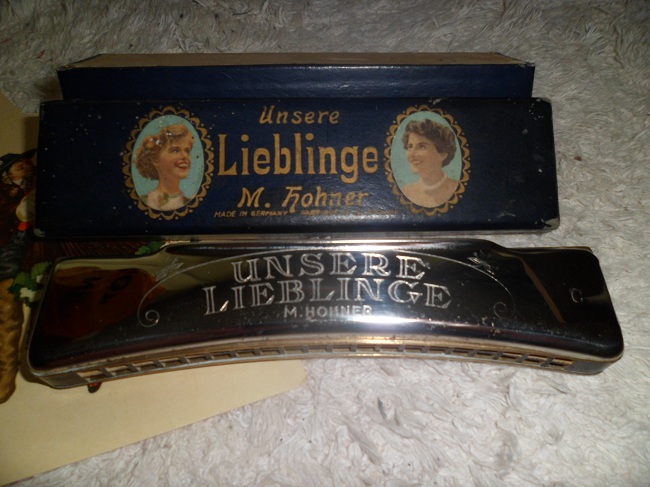 Unsere
Lieblinge
M. Hohner
MADE IN GERMANY
UNSERE
LIEBLINGE
M. HOHNER
C